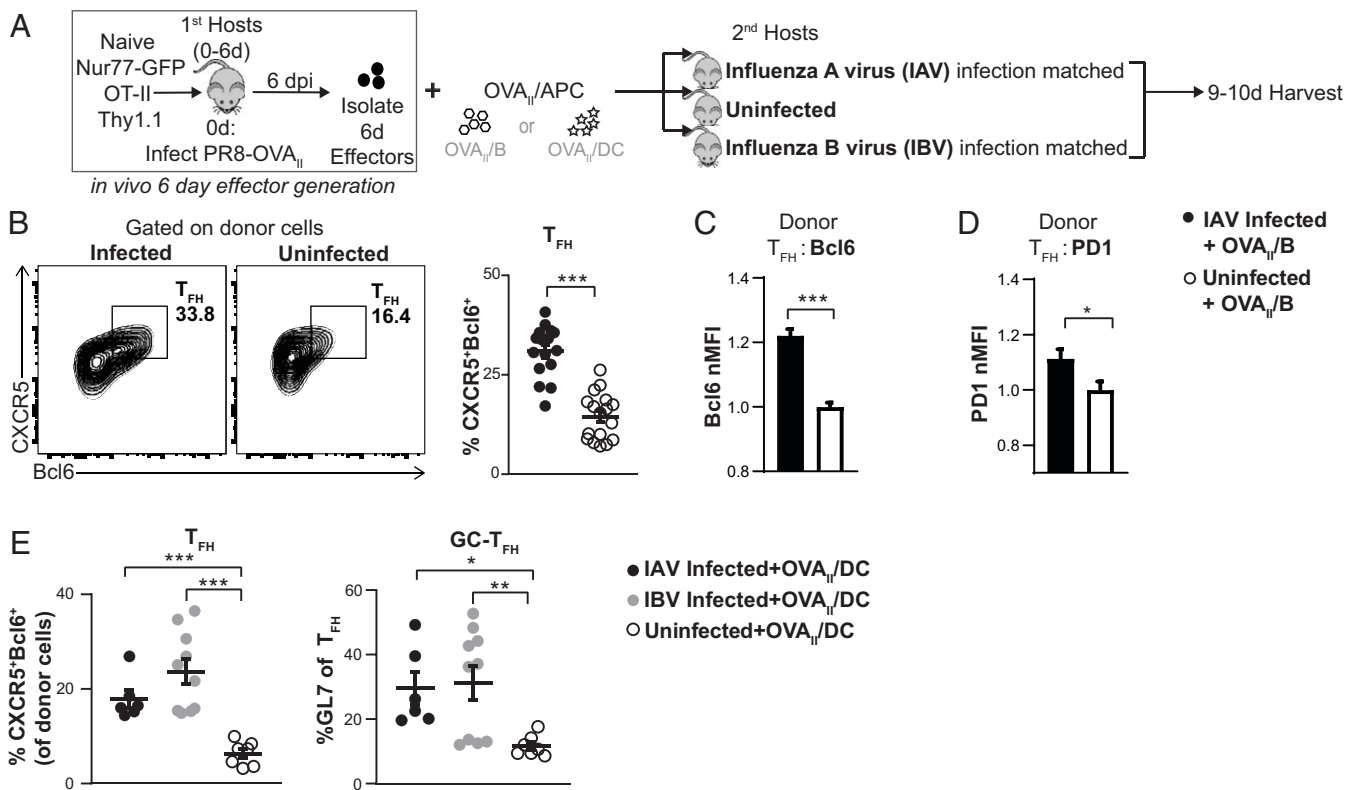 A
Naive
Nur77-GFP
OT-II
Thy1.1
1st Hosts
(0-6d)
0d:
Infect PR8-OVAII
6 dpi
Isolate
6d
Effectors
in vivo 6 day effector generation
+
OVAII/APC
or
OVAII/B
OVAII/DC
2nd Hosts
Influenza A virus (IAV) infection matched
Uninfected
Influenza B virus (IBV) infection matched
9-10d Harvest
B
Gated on donor cells
Infected
Uninfected
TFH
33.8
TFH
16.4
CXCR5
Bcl6
TFH
% CXCR5+Bcl6+
50
25
0
***
C
Donor
TFH : Bcl6
Bcl6 nMFI
1.4
1.2
1.0
0.8
***
D
Donor
TFH : PD1
PD1 nMFI
1.4
1.2
1.0
0.8
*
IAV Infected
+ OVAII/B
Uninfected
+ OVAII/B
E
TFH
% CXCR5+Bcl6+
(of donor cells)
40
20
0
***
***
GC-TFH
%GL7 of TFH
60
40
20
0
*
**
IAV Infected+OVAII/DC
IBV Infected+OVAII/DC
Uninfected+OVAII/DC